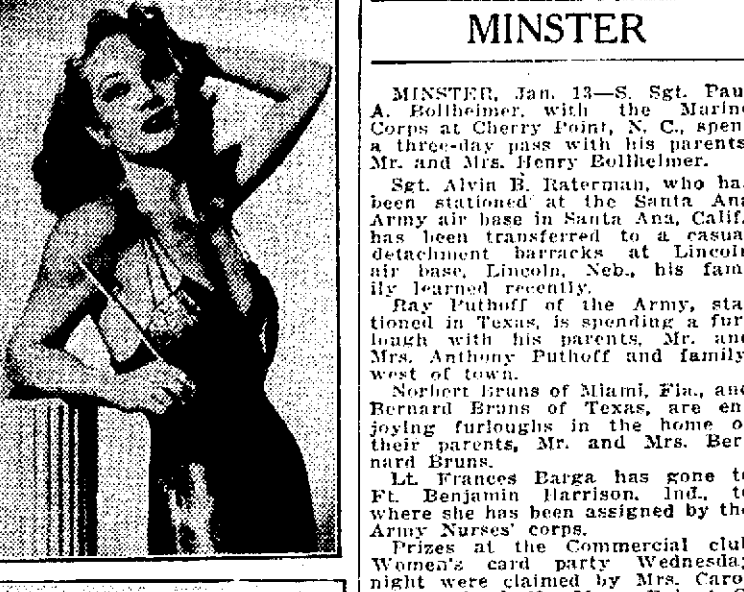 MINSTER
MINSTER, Jan. 13—S. Sgt. Pau
A. Bollheimer, with the Marine
Corps at Cherry Point, N. C., spen
a three-day pass with his parents
Mr. and Mrs. Henry Bollheimer.
Sgt. Alvin B. Raterman, who ha
been stationed at the Santa Ana
Army air base in Santa Ana, Calif.
has been transferred to a casua
detachment barracks at Lincoln
air base, Lincoln, Neb., his fam
ily learned recently.
Ray Puthoff of the Army, sta
tioned in Texas, is spending a fur
lough with his parents, Mr. and
Mrs. Anthony Puthoff and family
west of town.
Norbert Bruns of Miami, Fla., and
Bernard Bruns of Texas, are en
joying furloughs in the home o
their parents, Mr. and Mrs. Ber
nard Bruns.
Lt. Frances Barga has gone to
Ft. Benjamin Harrison, Ind., to
where she has been assigned by the
Army Nurses' corps.
Prizes at the Commercial club
Women's card party Wednesday
night were claimed by Mrs. Caro